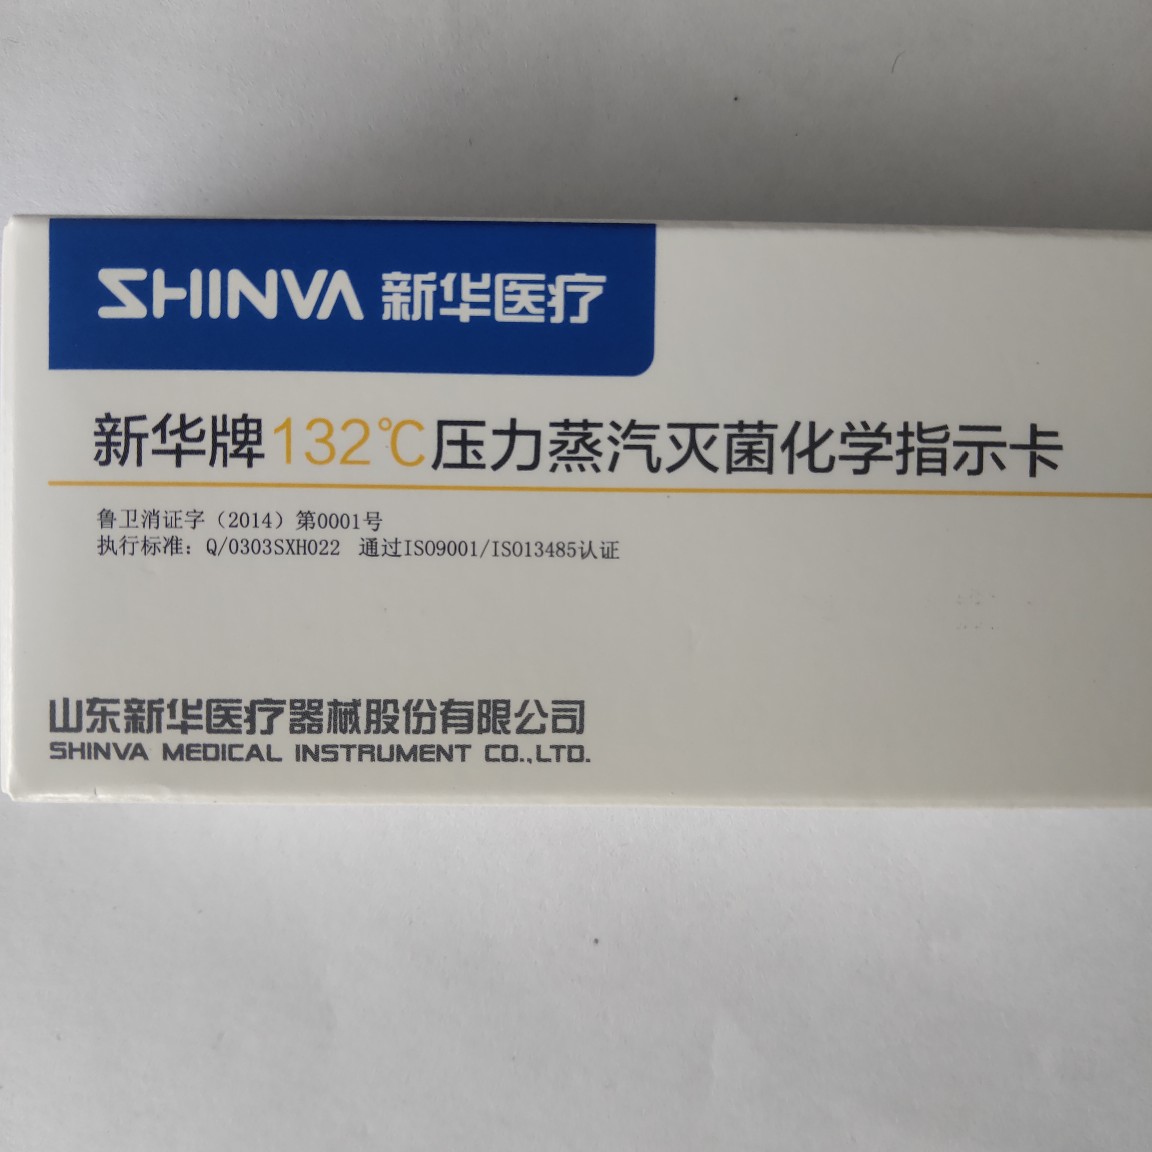 SHINVA 新华医疗
新华牌132℃压力蒸汽灭菌化学指示卡
鲁卫消证字（2014）第0001号
执行标准：Q/0303SXH022 通过ISO9001/ISO13485认证
山东新华医疗器械股份有限公司
SHINVA MEDICAL INSTRUMENT CO.,LTD.